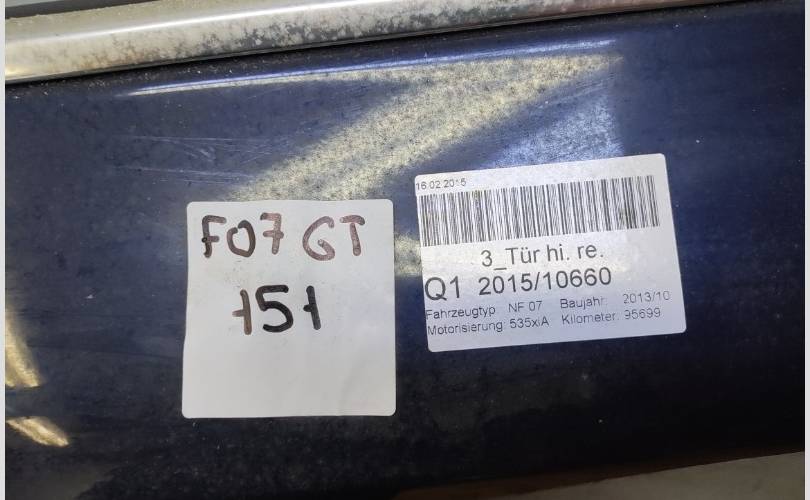 F07 GT
151
16.02.2015
3_Tür hi. re.
Q1 2015/10660
Fahrzeugtyp: NF 07 Baujahr: 2013/10
Motorisierung: 535xiA Kilometer: 95699